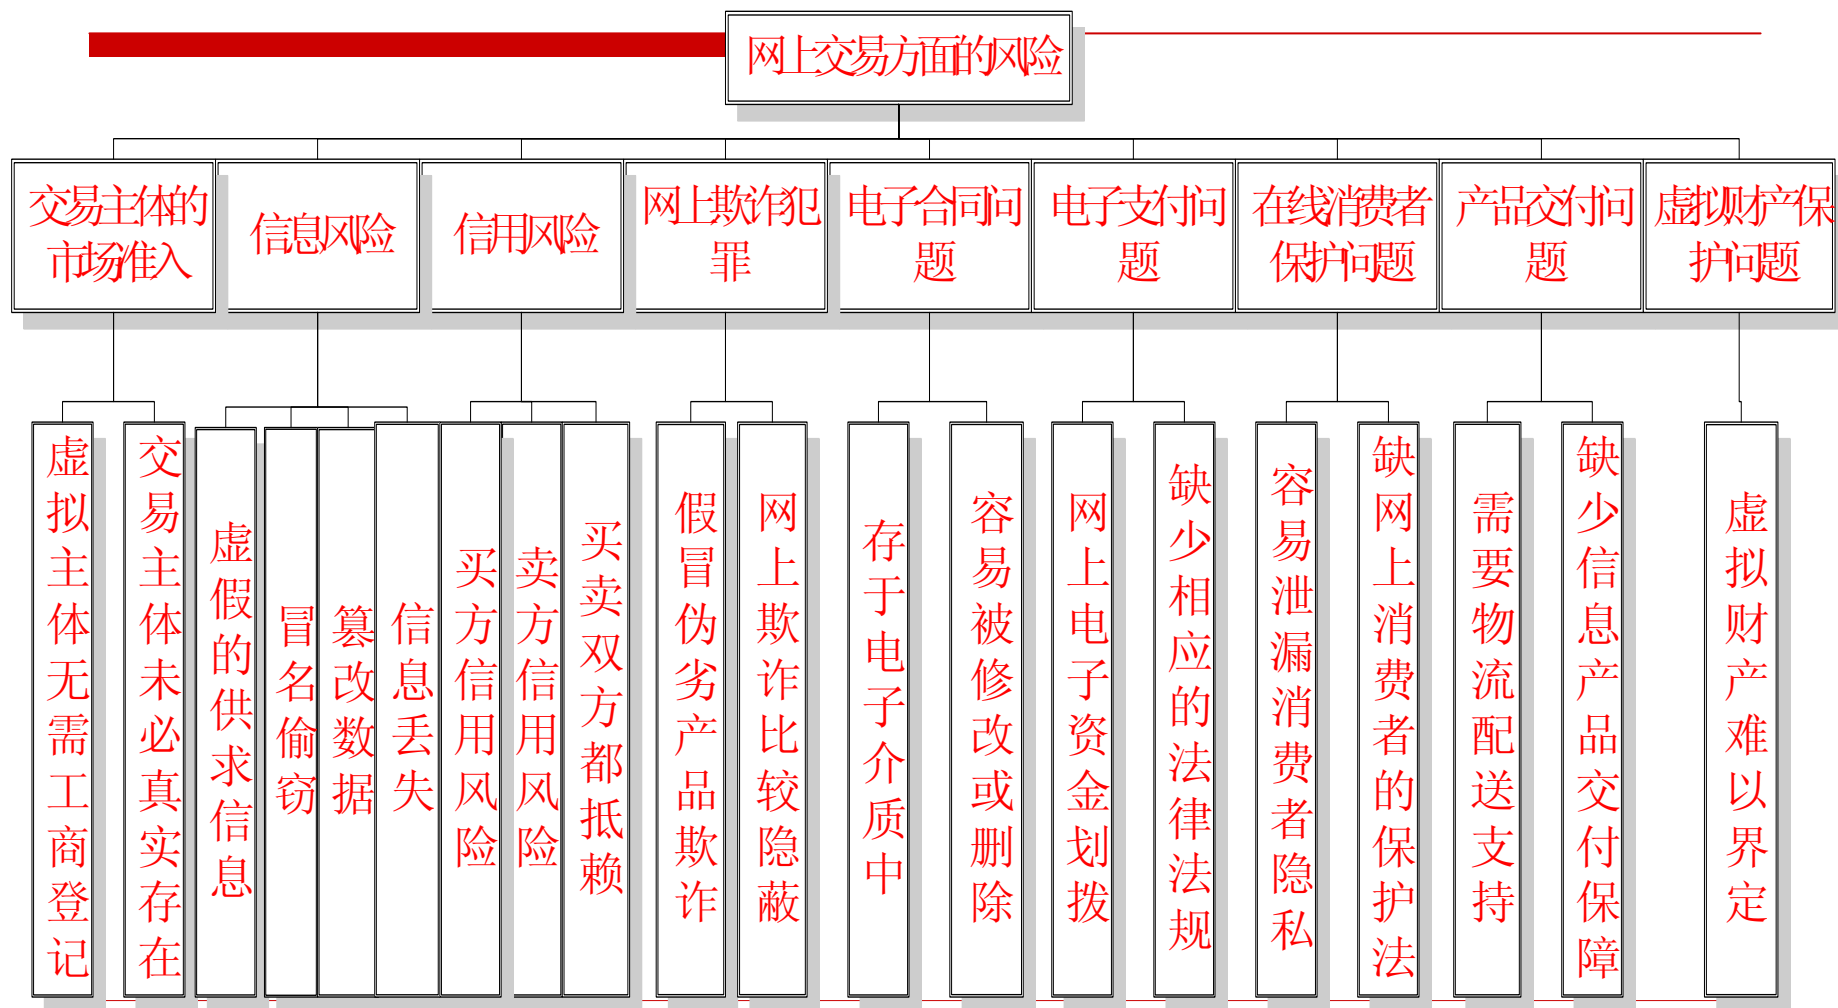 网上交易方面的风险
交易主体的
市场准入
信息风险
信用风险
网上欺诈犯
罪
电子合同问
题
电子支付问
题
在线消费者
保护问题
产品交付问
题
虚拟财产保
护问题
虚拟主体无需工商登记
交易主体未必真实存在
虚假的供求信息
冒名偷窃
篡改数据
信息丢失
买方信用风险
卖方信用风险
买卖双方都抵赖
假冒伪劣产品欺诈
网上欺诈比较隐蔽
存于电子介质中
容易被修改或删除
网上电子资金划拨
缺少相应的法律法规
容易泄漏消费者隐私
缺网上消费者的保护法
需要物流配送支持
缺少信息产品交付保障
虚拟财产难以界定